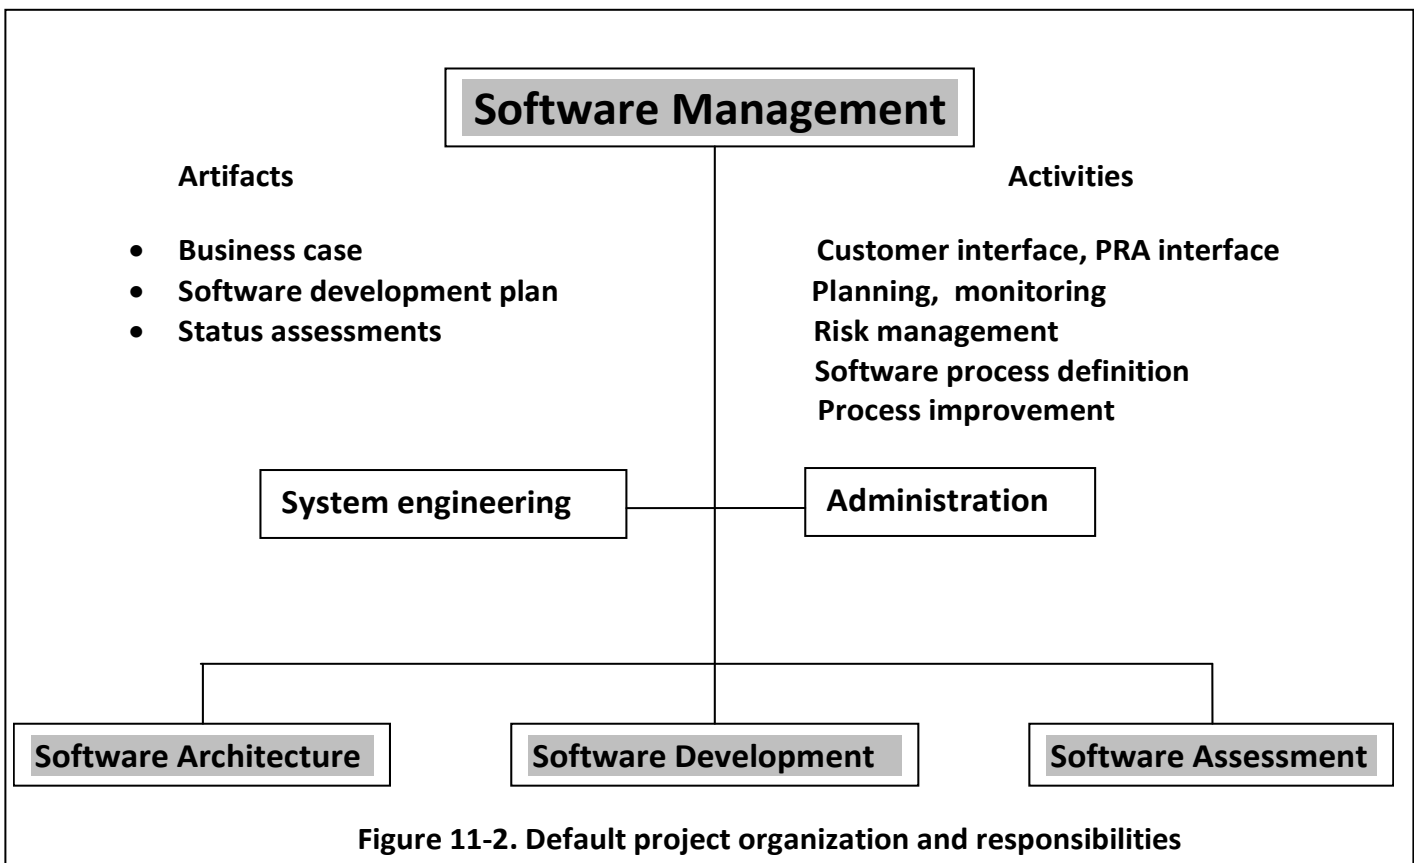 Software Management
Artifacts
Activities
• Business case
Customer interface, PRA interface
• Software development plan
Planning, monitoring
• Status assessments
Risk management
Software process definition
Process improvement
System engineering
Administration
Software Architecture
Software Development
Software Assessment
Figure 11-2. Default project organization and responsibilities